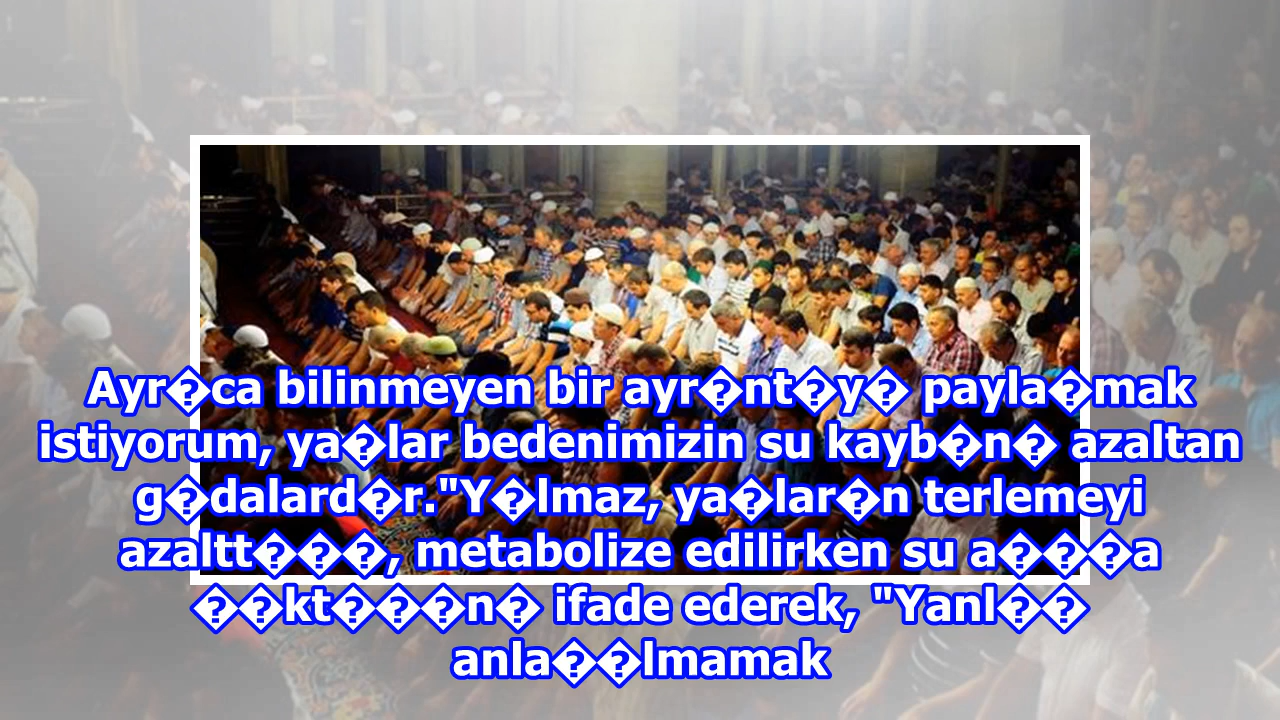 Ayr�ca bilinmeyen bir ayr�nt�y� payla�mak
istiyorum, ya�lar bedenimizin su kayb�n� azaltan
g�dalard�r."Y�lmaz, ya�lar�n terlemeyi
azaltt���, metabolize edilirken su a���a
��kt���n� ifade ederek, "Yanl��
anla��lmamak